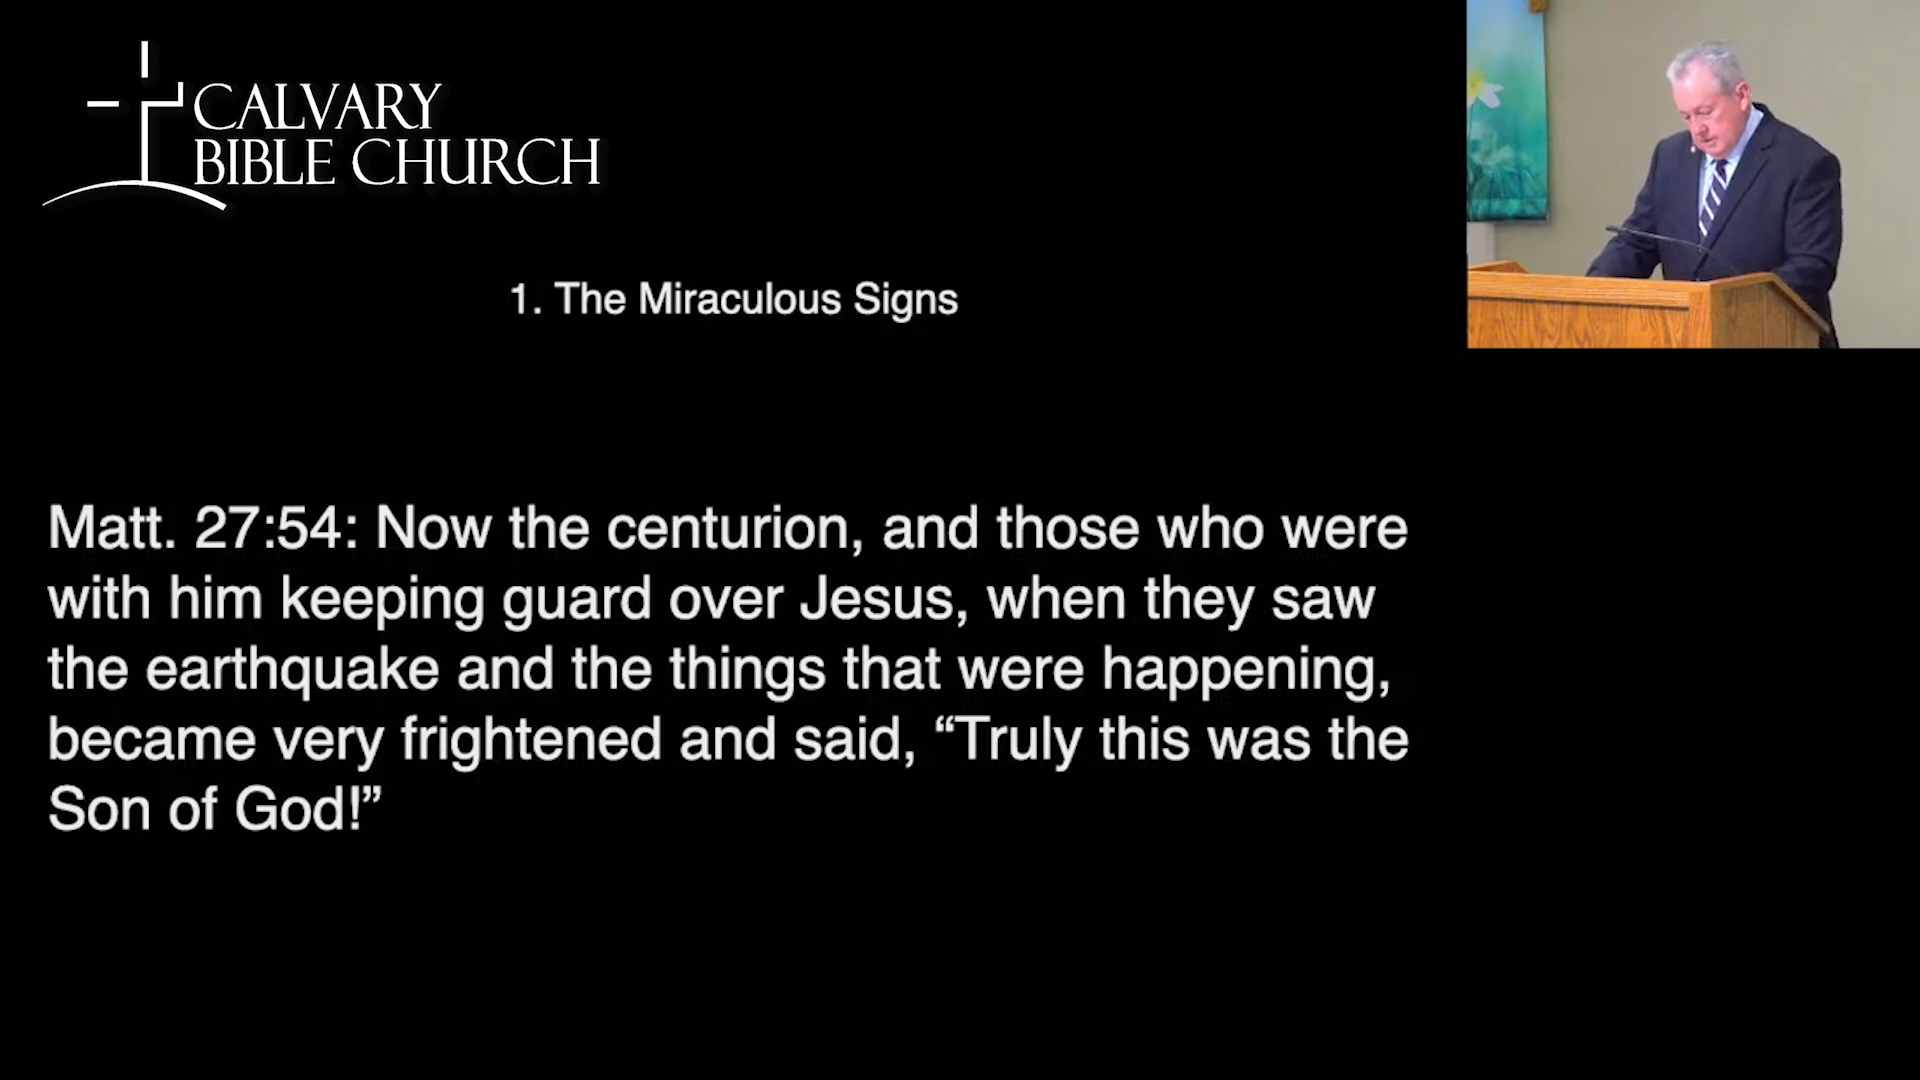 CALVARY
BIBLE CHURCH
1. The Miraculous Signs
Matt. 27:54: Now the centurion, and those who were
with him keeping guard over Jesus, when they saw
the earthquake and the things that were happening,
became very frightened and said, “Truly this was the
Son of God!”